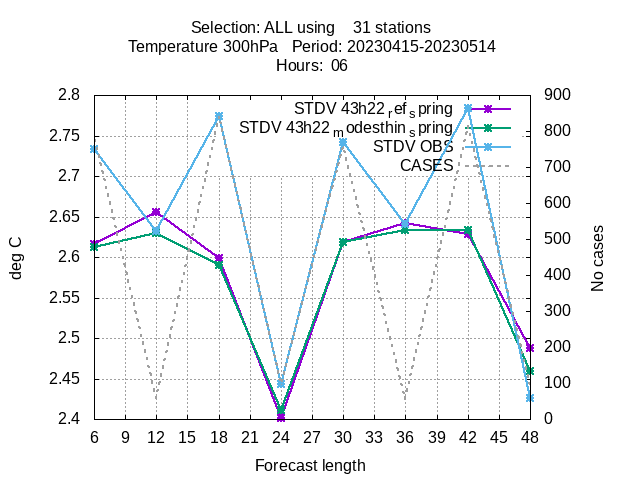 Selection: ALL using 31 stations
Temperature 300hPa Period: 20230415-20230514
Hours: 06
STDV 43h22 ref spring
STDV 43h22 modesthin spring
STDV OBS
CASES
2.8
2.75
2.7
2.65
2.6
2.55
2.5
2.45
2.4
deg C
900
800
700
600
500
400
300
200
100
0
No cases
6 9 12 15 18 21 24 27 30 33 36 39 42 45 48
Forecast length